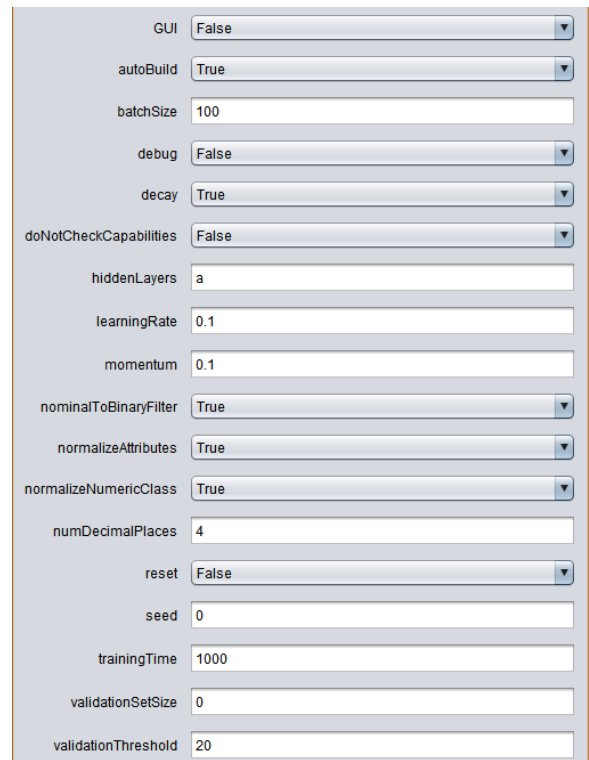 GUI False
autoBuild True
batchSize 100
debug False
decay True
doNotCheckCapabilities False
hiddenLayers a
learningRate 0.1
momentum 0.1
nominalToBinaryFilter True
normalizeAttributes True
normalizeNumericClass True
numDecimalPlaces 4
reset False
seed 0
trainingTime 1000
validationSetSize 0
validationThreshold 20